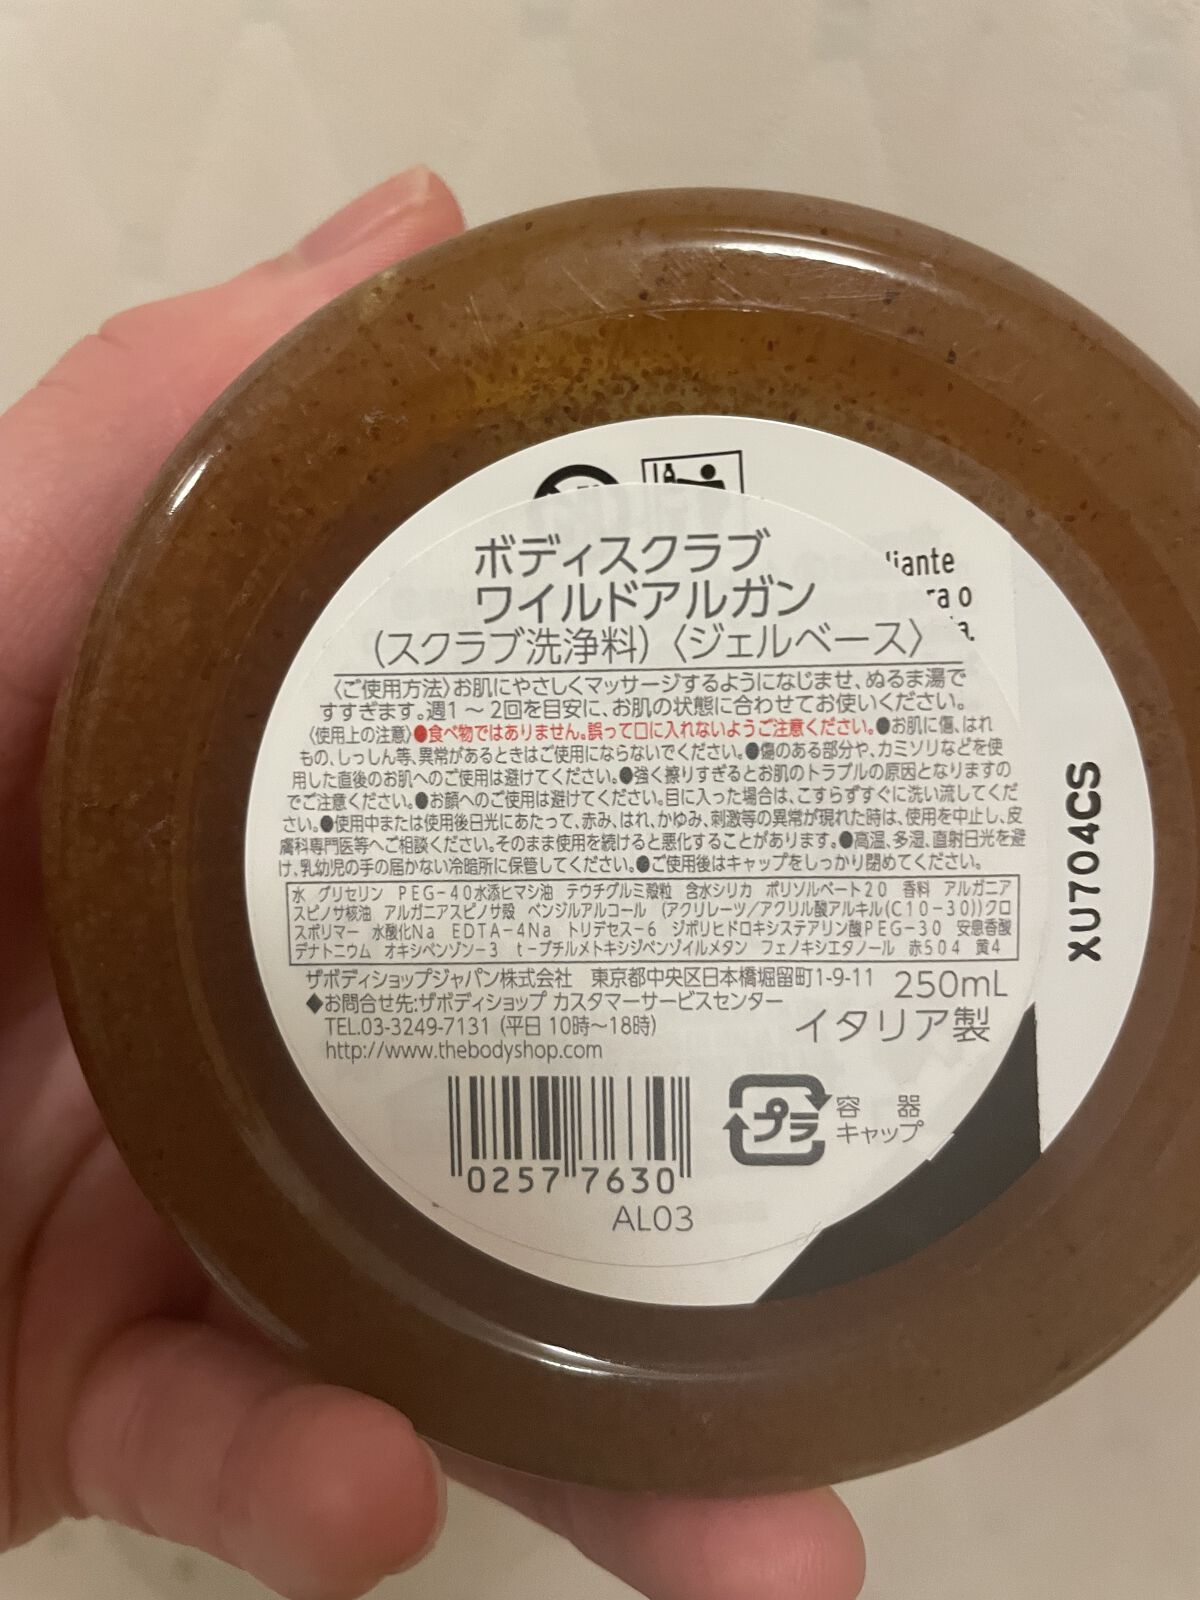 ボディスクラブ
ワイルドアルガン
(スクラブ洗浄料)〈ジェルベース〉
〈ご使用方法〉お肌にやさしくマッサージするようになじませ、ぬるま湯で
すすぎます。週1～2回を目安に、お肌の状態に合わせてお使いください。
〈使用上の注意〉●食べ物ではありません。誤って口に入れないようご注意ください。●お肌に傷、はれ
もの、しっしん等、異常があるときはご使用にならないでください。●傷のある部分や、カミソリなどを使
用した直後のお肌へのご使用は避けてください。●強く擦りすぎるとお肌のトラブルの原因となりますの
でご注意ください。●お顔へのご使用は避けてください。目に入った場合は、こすらずすぐに洗い流してくだ
さい。●使用中または使用後日光にあたって、赤み、はれ、かゆみ、刺激等の異常が現れた時は、使用を中止し、皮
膚科専門医等へご相談ください。そのまま使用を続けると悪化することがあります。●高温、多湿、直射日光を避
け、乳幼児の手の届かない冷暗所に保管してください。●ご使用後はキャップをしっかり閉めてください。
水 グリセリン PEG-40水添ヒマシ油 テウチグルミ殻粒 含水シリカ ポリソルベート20 香料 アルガニア
スピノサ核油 アルガニアスピノサ殻 ベンジルアルコール (アクリレーツ/アクリル酸アルキル(C10-30))クロ
スポリマー 水酸化Na EDTA-4Na トリデセス-6 ジポリヒドロキシステアリン酸PEG-30 安息香酸
デナトニウム オキシベンゾン-3 t-ブチルメトキシジベンゾイルメタン フェノキシエタノール 赤504 黄4
ザボディショップジャパン株式会社 東京都中央区日本橋堀留町1-9-11 250mL
◆お問合せ先:ザボディショップ カスタマーサービスセンター
イタリア製
TEL.03-3249-7131 (平日 10時～18時)
http://www.thebodyshop.com
プラ
容 器
キャップ
0257 7630
AL03
iante
ra o
a.
XU704CS